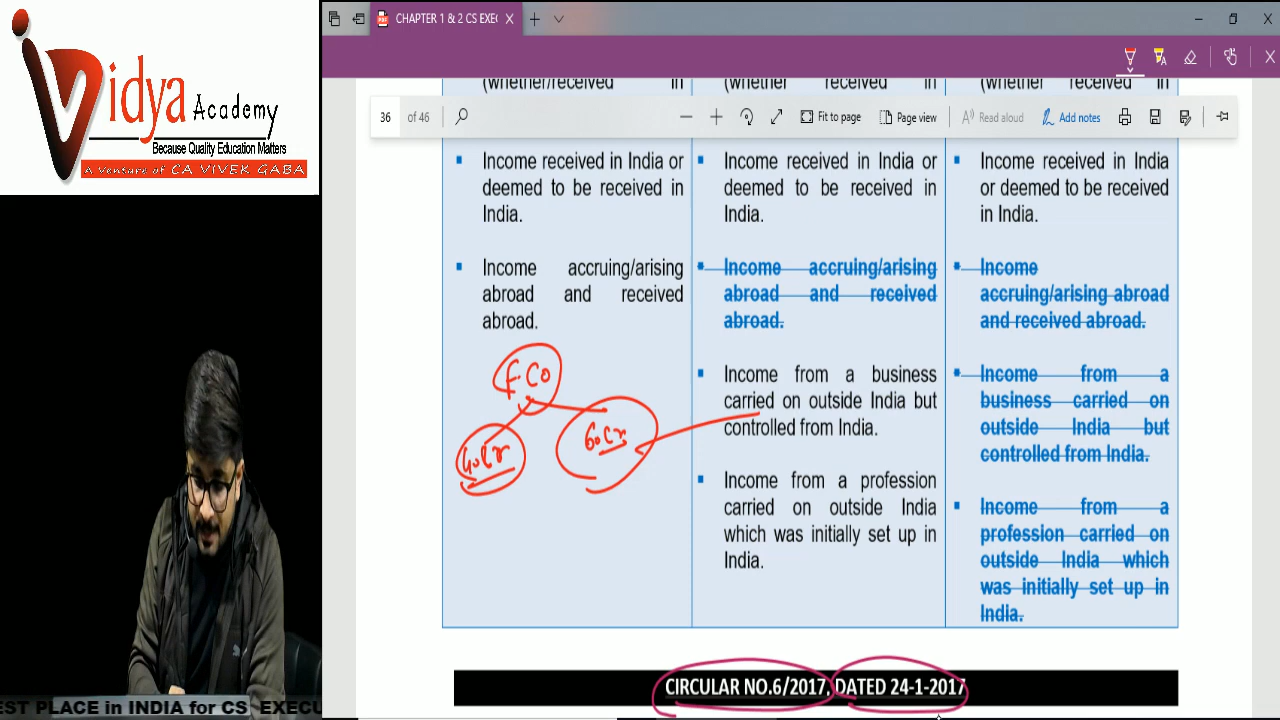 Vidya Academy
Because Quality Education Matters
A Venture of CA VIVEK GABA
CHAPTER 1 & 2 CS EXEC
36 of 46
Fit to page
Page view
Read aloud
Add notes
(whether/received in
Income received in India or
deemed to be received in
India.
Income accruing/arising
abroad and received
abroad.
F.Co
40Cr
60Cr
(whether received in
Income received in India or
deemed to be received in
India.
Income accruing/arising
abroad and received
abroad.
Income from a business
carried on outside India but
controlled from India.
Income from a profession
carried on outside India
which was initially set up in
India.
(whether received in
Income received in India
or deemed to be received
in India.
Income
accruing/arising abroad
and received abroad.
Income from a
business carried on
outside India but
controlled from India.
Income from a
profession carried on
outside India which
was initially set up in
India.
CIRCULAR NO.6/2017, DATED 24-1-2017
EST PLACE in INDIA for CS EXECU